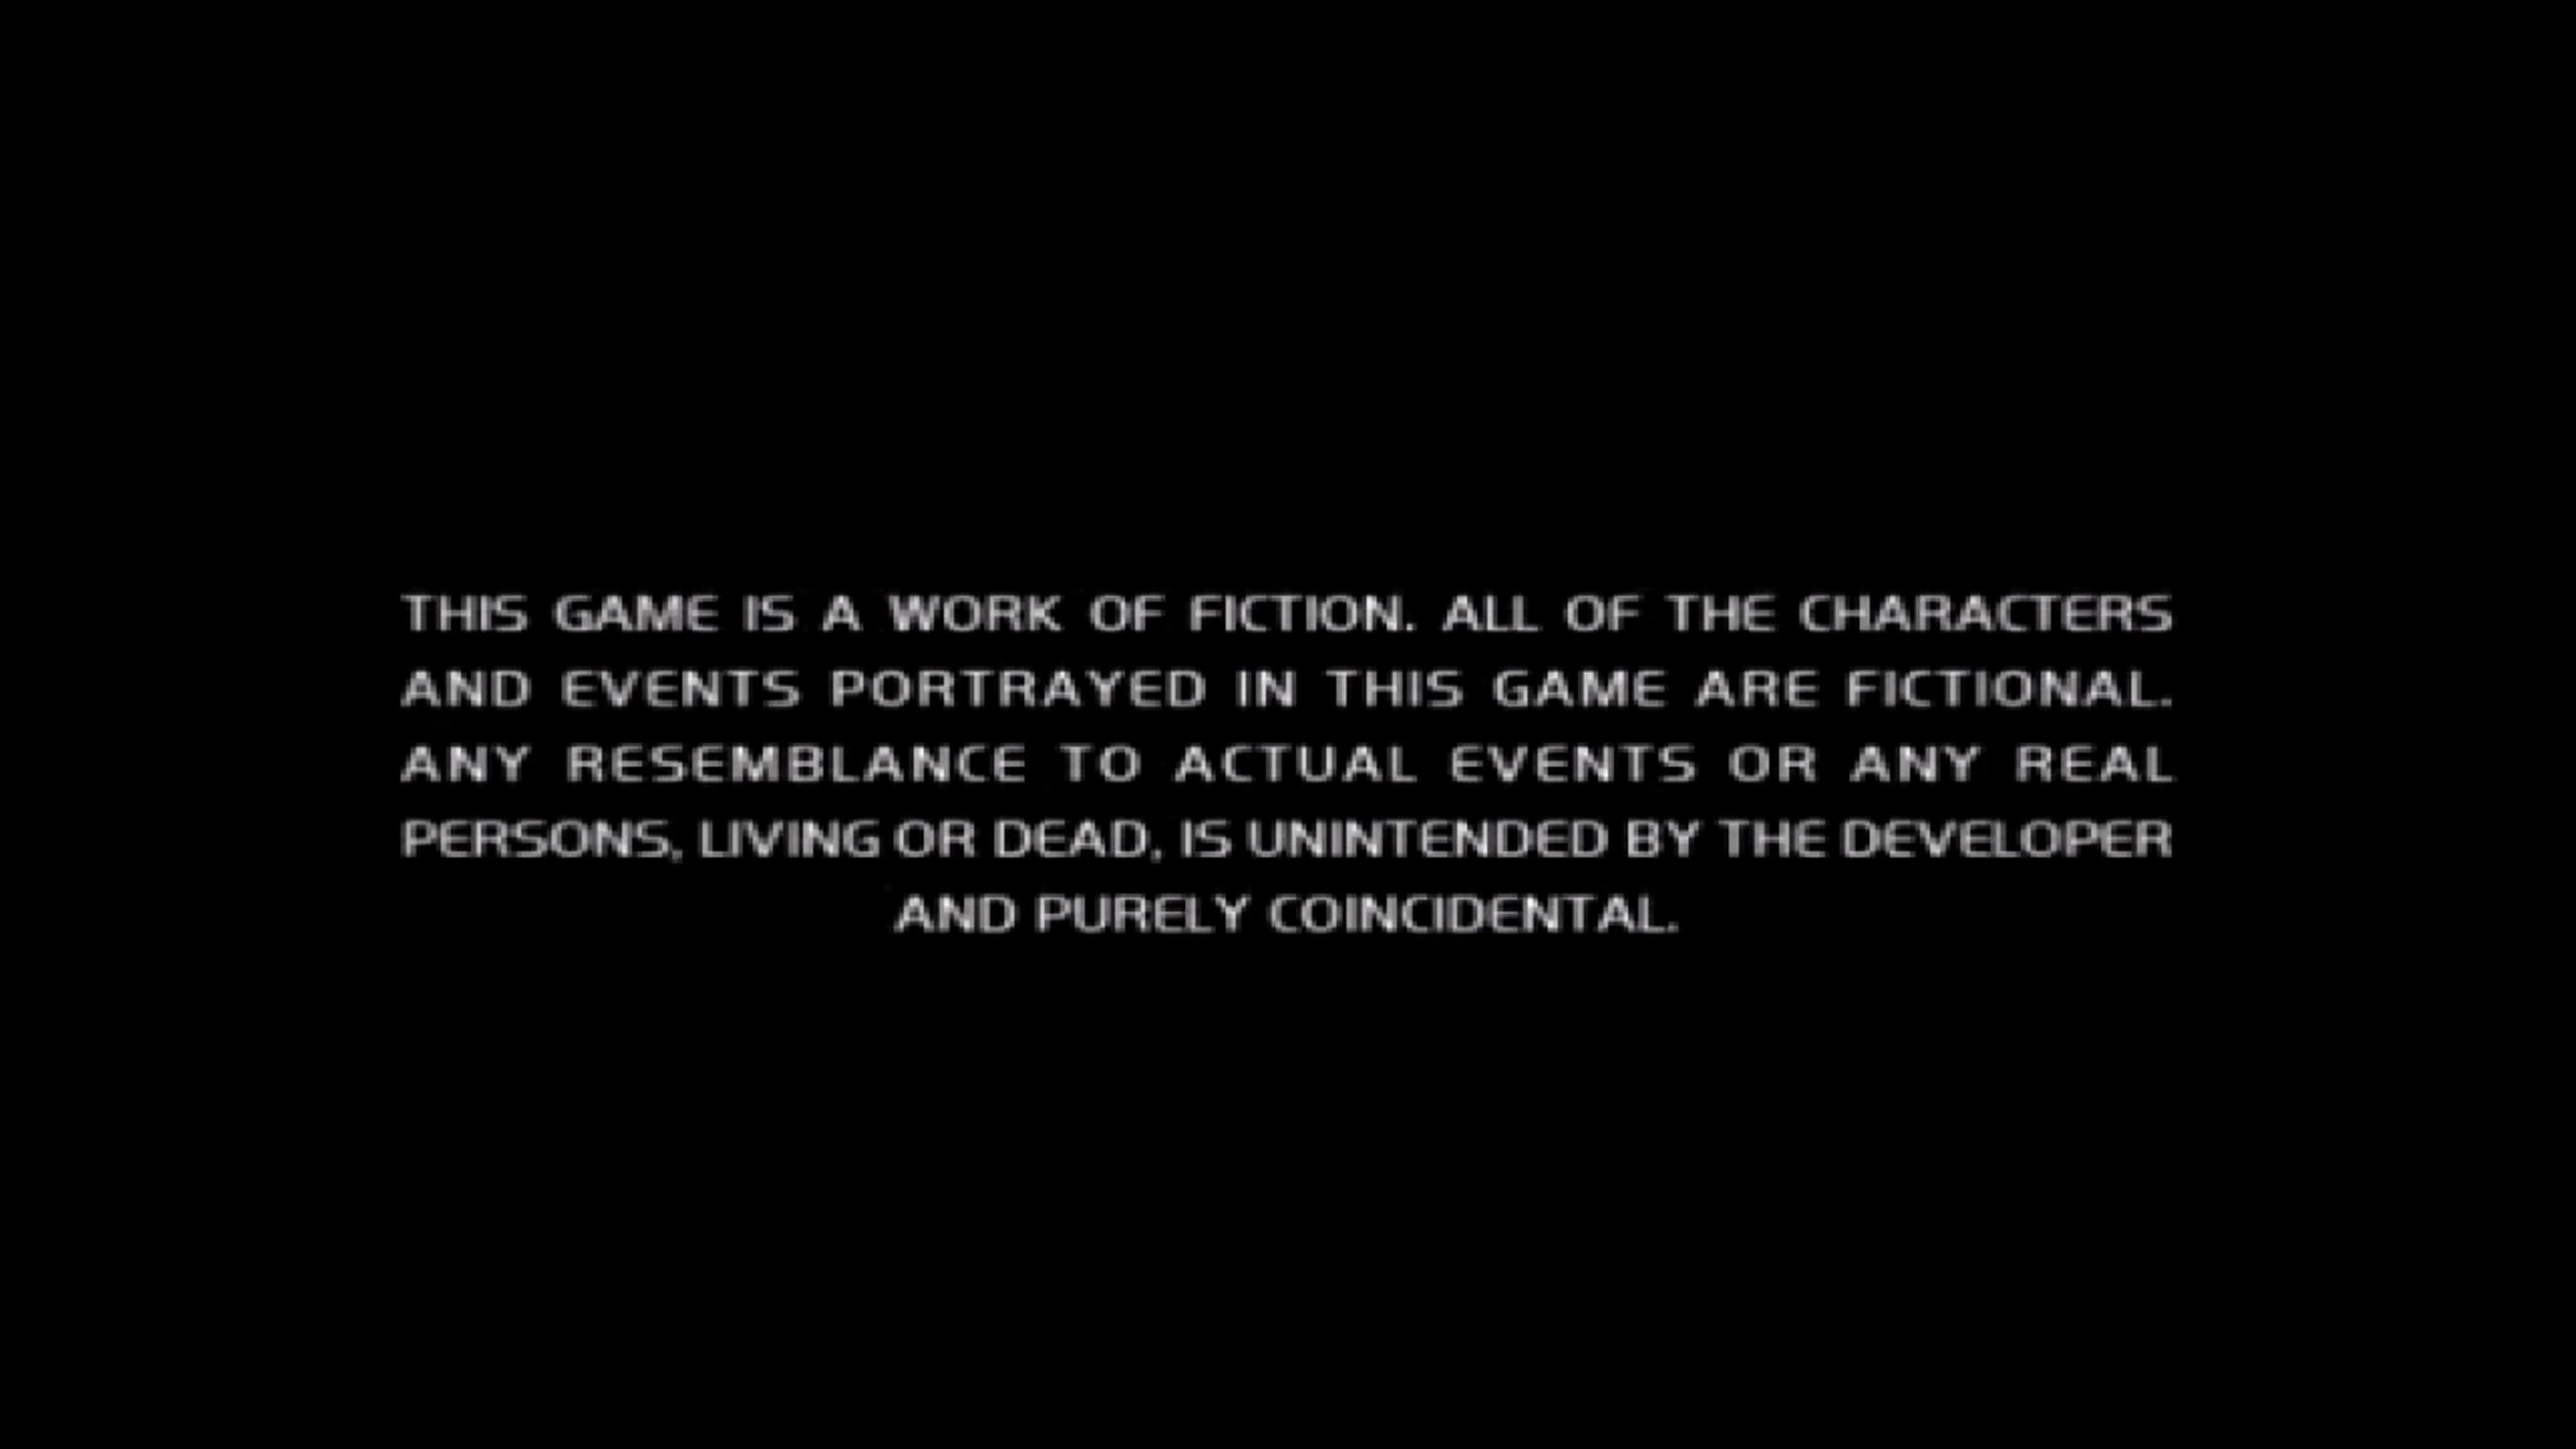 THIS GAME IS A WORK OF FICTION. ALL OF THE CHARACTERS
AND EVENTS PORTRAYED IN THIS GAME ARE FICTIONAL.
ANY RESEMBLANCE TO ACTUAL EVENTS OR ANY REAL
PERSONS, LIVING OR DEAD, IS UNINTENDED BY THE DEVELOPER
AND PURELY COINCIDENTAL.